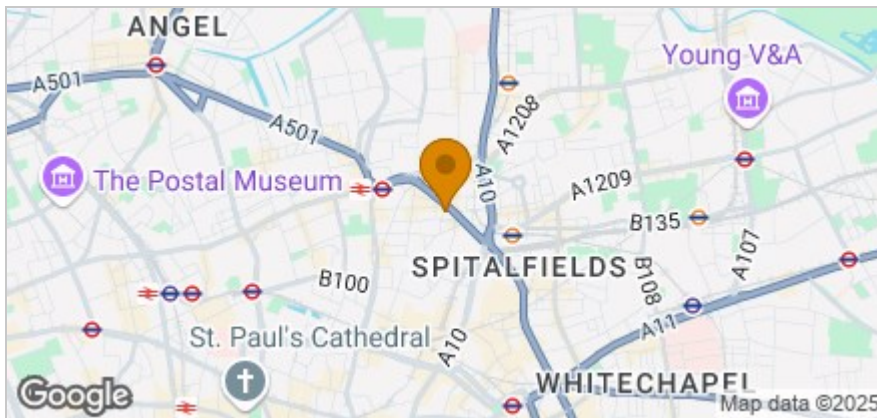 ANGEL
Young V&A
A501
A501
A1208
The Postal Museum
A10
A1209
B135
A107
SPITALFIELDS
B100
B108
St. Paul's Cathedral
A10
A11
WHITECHAPEL
Google
Map data ©2025